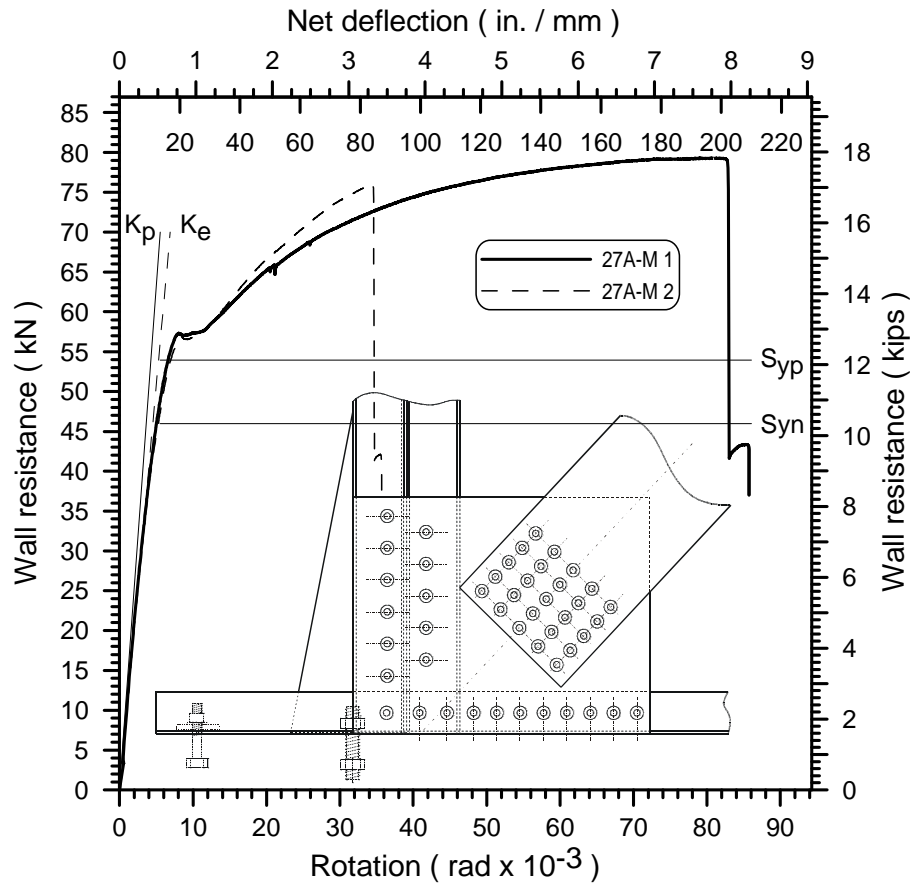 Net deflection ( in. / mm )
0 1 2 3 4 5 6 7 8 9
20 40 60 80 100 120 140 160 180 200 220
85
80
75
70
65
60
55
50
45
40
35
30
25
20
15
10
5
0
Wall resistance ( kN )
Kp Ke
27A-M 1
27A-M 2
Syp
Syn
18
16
14
12
10
8
6
4
2
0
Wall resistance ( kips )
0 10 20 30 40 50 60 70 80 90
Rotation ( rad x 10-3 )